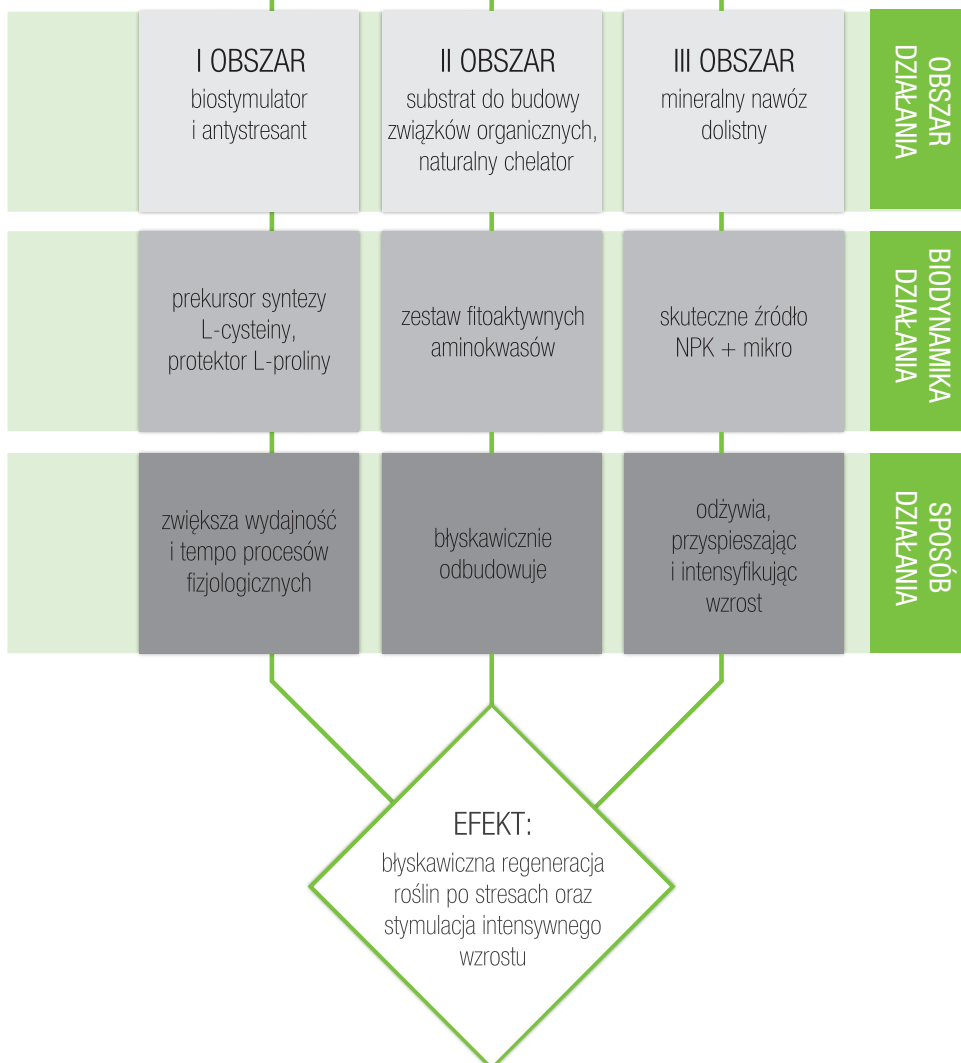 I OBSZAR
biostymulator
i antystresant
II OBSZAR
substrat do budowy
związków organicznych,
naturalny chelator
III OBSZAR
mineralny nawóz
dolistny
OBSZAR
DZIAŁANIA
prekursor syntezy
L-cysteiny,
protektor L-proliny
zestaw fitoaktywnych
aminokwasów
skuteczne źródło
NPK + mikro
BIODYNAMIKA
DZIAŁANIA
zwiększa wydajność
i tempo procesów
fizjologicznych
błyskawicznie
odbudowuje
odżywia,
przyspieszając
i intensyfikując
wzrost
SPOSÓB
DZIAŁANIA
EFEKT:
błyskawiczna regeneracja
roślin po stresach oraz
stymulacja intensywnego
wzrostu